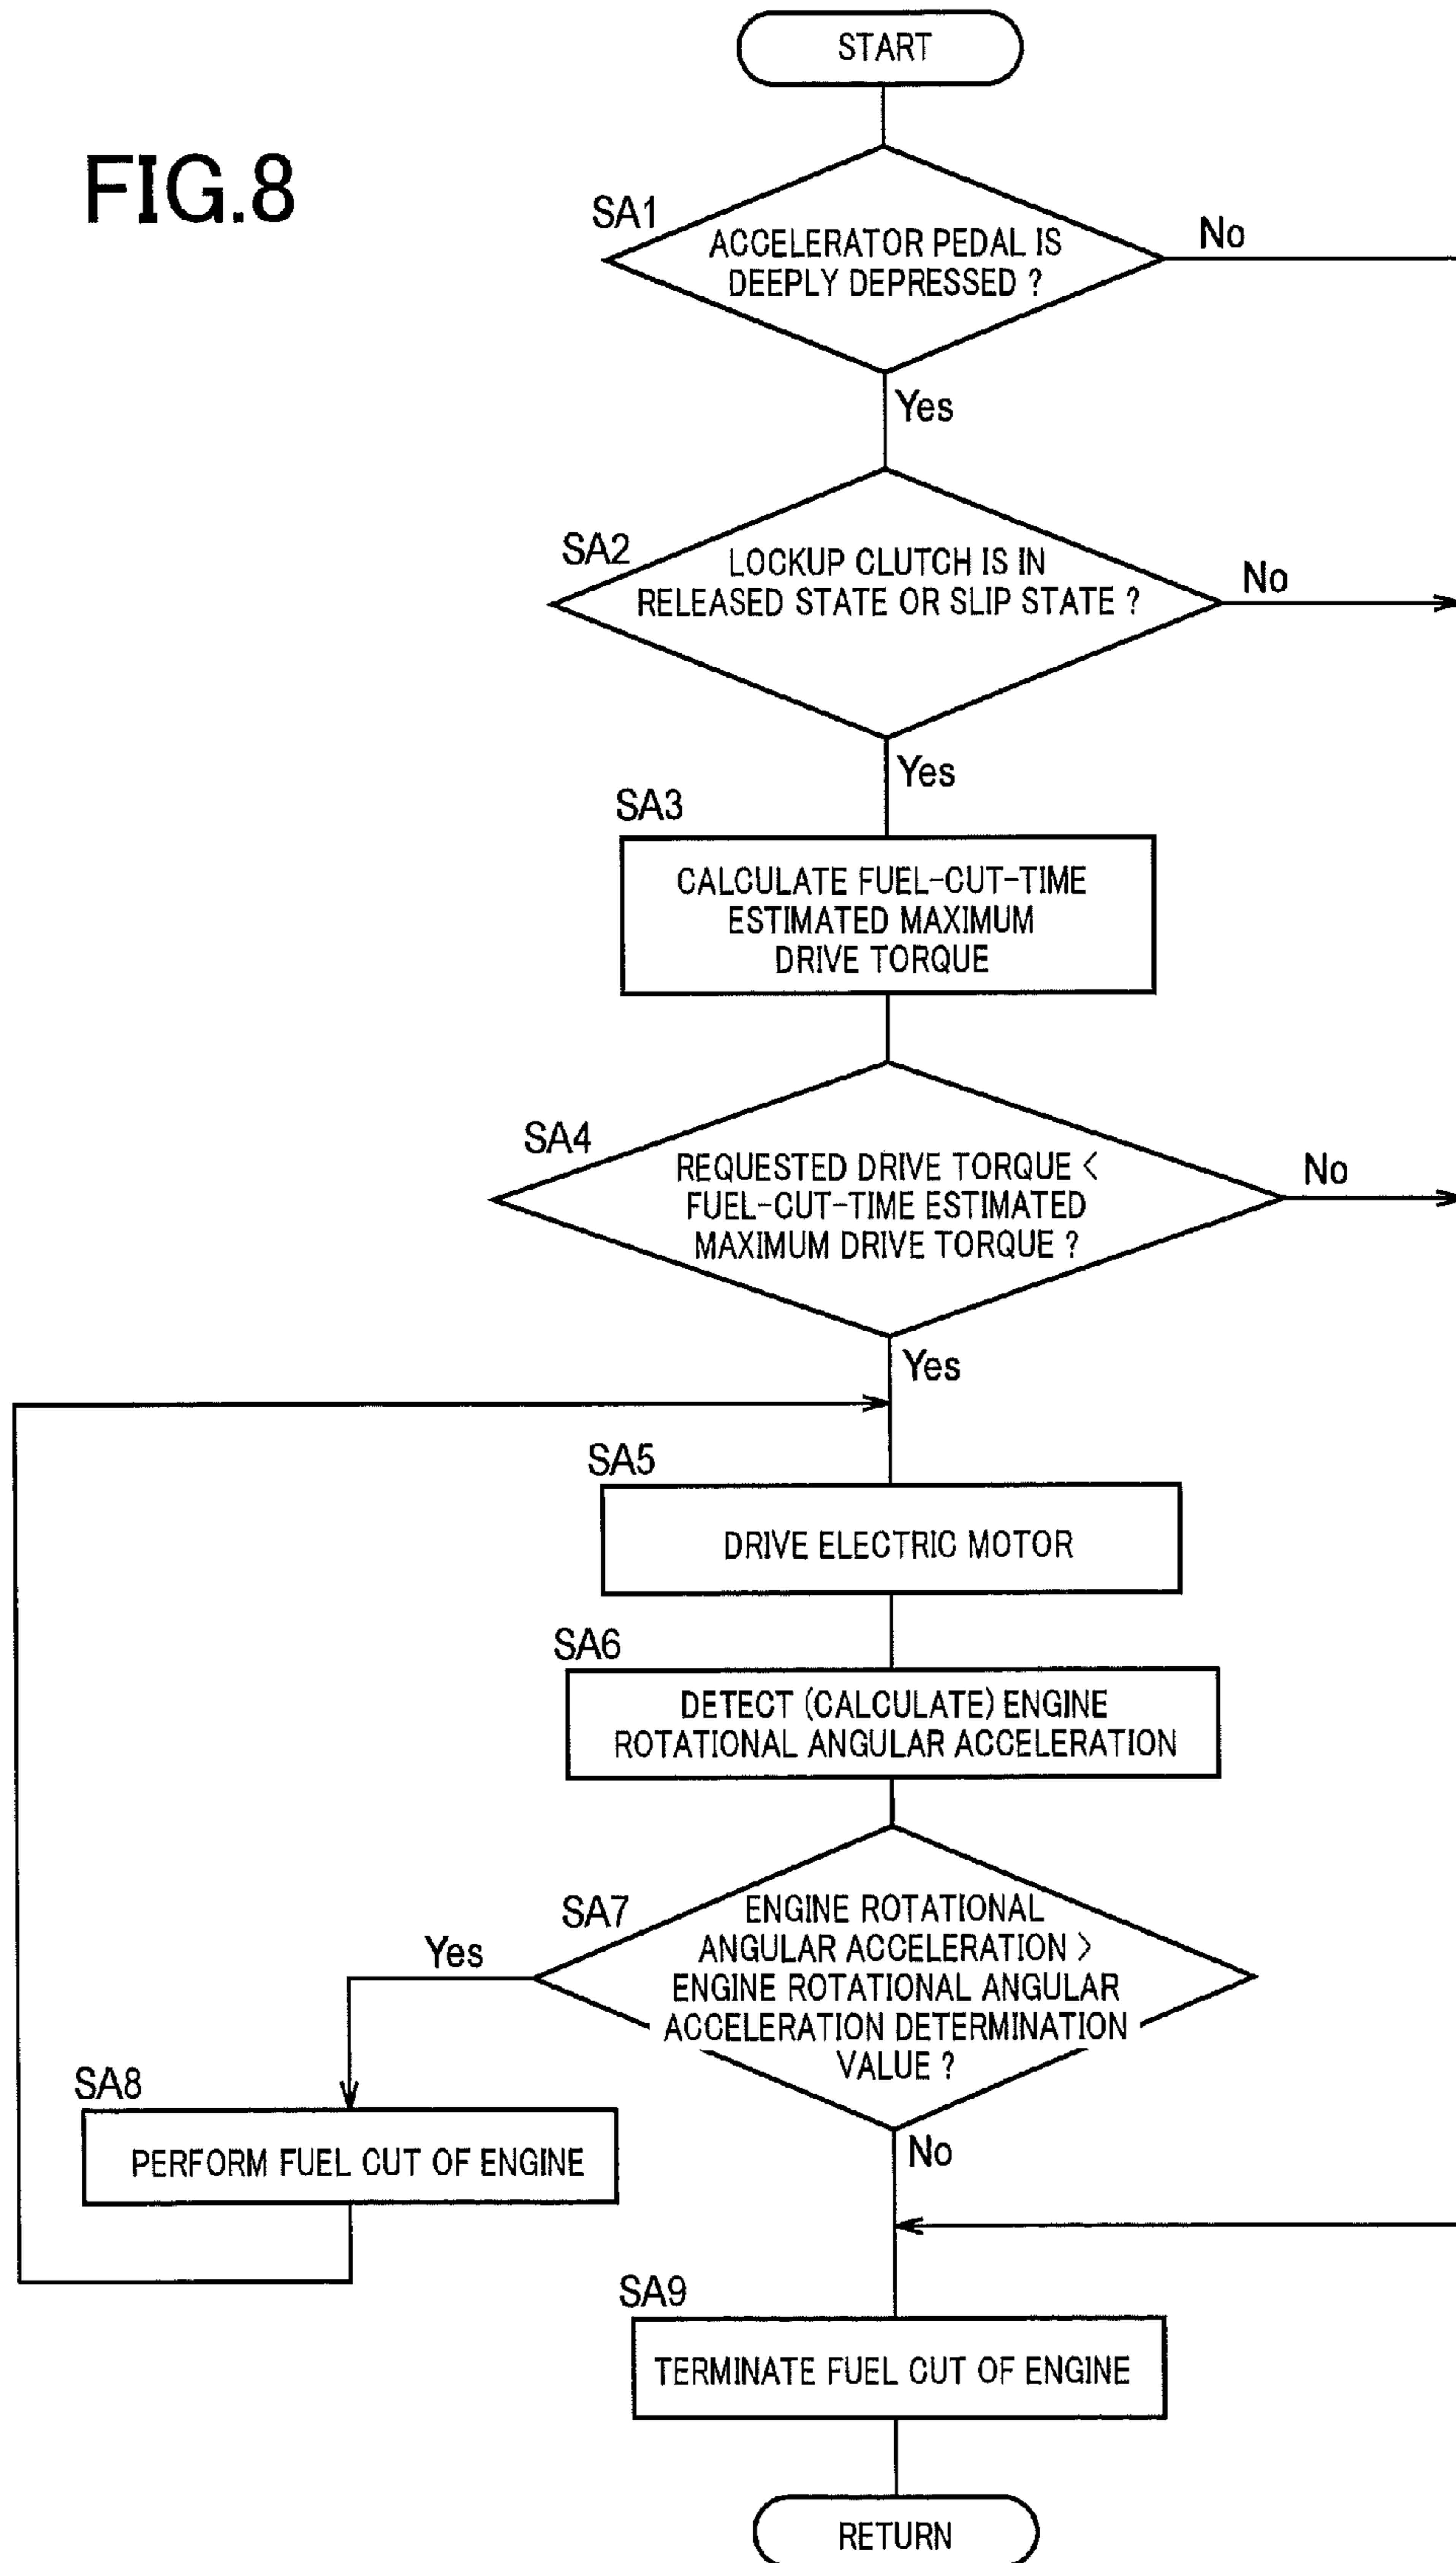 START
FIG.8
SA1
ACCELERATOR PEDAL IS
DEEPLY DEPRESSED ?
No
Yes
SA2
LOCKUP CLUTCH IS IN
RELEASED STATE OR SLIP STATE ?
No
Yes
SA3
CALCULATE FUEL-CUT-TIME
ESTIMATED MAXIMUM
DRIVE TORQUE
SA4
REQUESTED DRIVE TORQUE <
FUEL-CUT-TIME ESTIMATED
MAXIMUM DRIVE TORQUE ?
No
Yes
SA5
DRIVE ELECTRIC MOTOR
SA6
DETECT (CALCULATE) ENGINE
ROTATIONAL ANGULAR ACCELERATION
SA7
ENGINE ROTATIONAL
ANGULAR ACCELERATION >
ENGINE ROTATIONAL ANGULAR
ACCELERATION DETERMINATION
VALUE ?
Yes
SA8
PERFORM FUEL CUT OF ENGINE
No
SA9
TERMINATE FUEL CUT OF ENGINE
RETURN